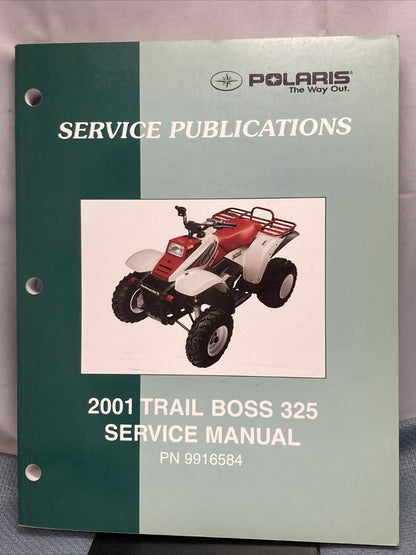 POLARIS®
The Way Out.
SERVICE PUBLICATIONS
2001 TRAIL BOSS 325
SERVICE MANUAL
PN 9916584